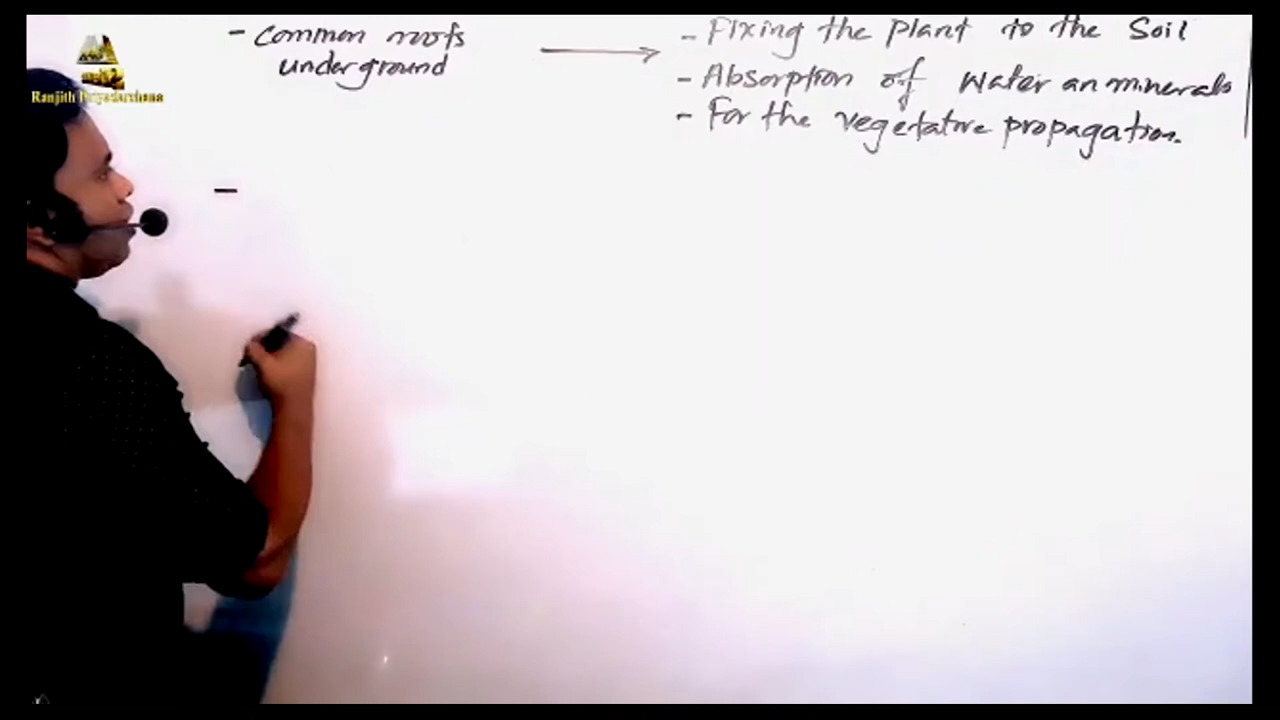 - Common roots
underground
- Fixing the plant to the Soil
- Absorption of Water an minerals
- For the vegetative propagation.
-
Ranjith Priyadarshana